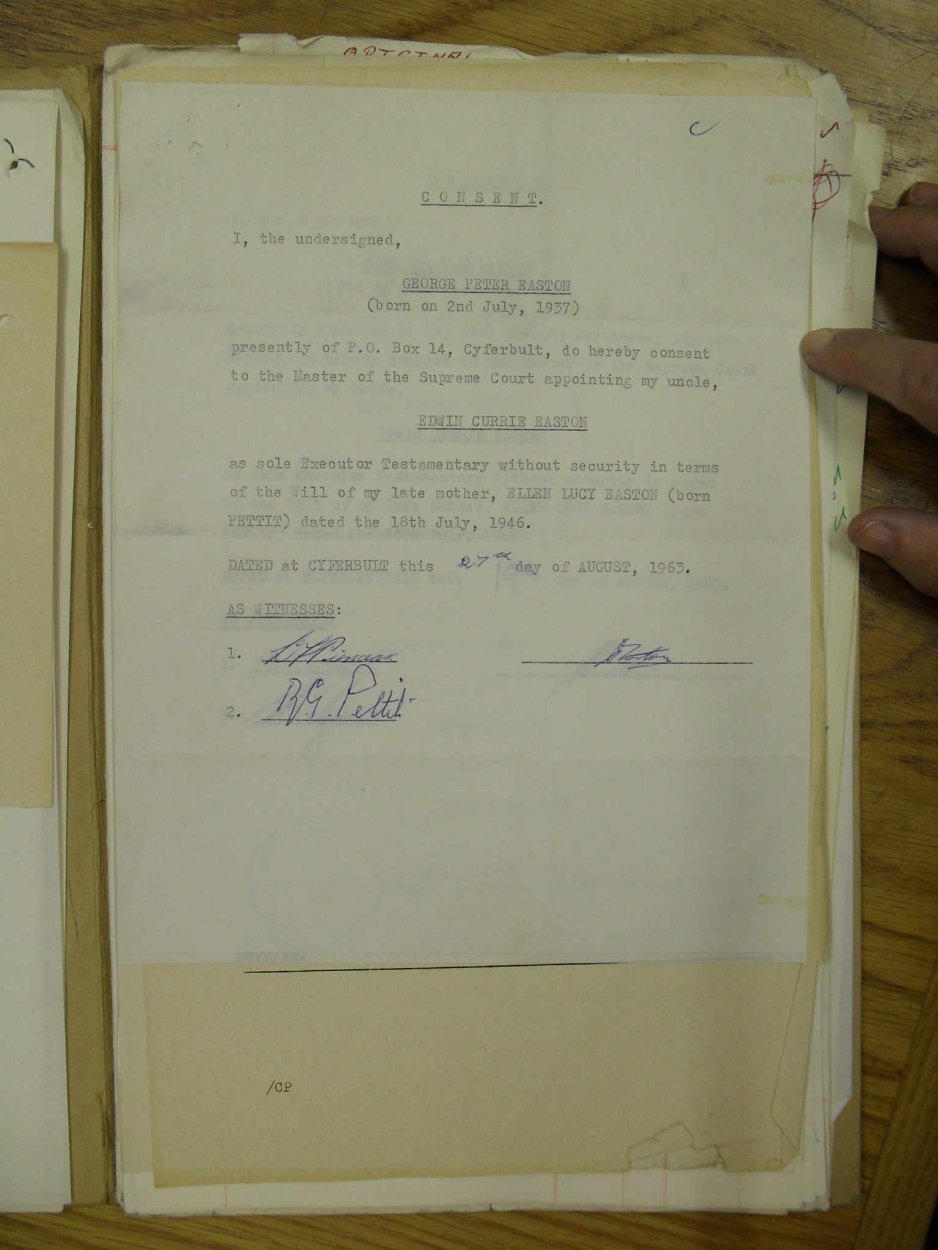 ORIGINAL
C O N S E N T.
I, the undersigned,
GEORGE PETER EASTON
(born on 2nd July, 1937)
presently of P.O. Box 14, Cyferbult, do hereby consent
to the Master of the Supreme Court appointing my uncle,
EDWIN CURRIE EASTON
as sole Executor Testamentary without security in terms
of the Will of my late mother, ELLEN LUCY EASTON (born
PETTIT) dated the 18th July, 1946.
DATED at CYFERBULT this 27th day of AUGUST, 1963.
AS WITNESSES:
1.
2. R.G. Pettit
/CP